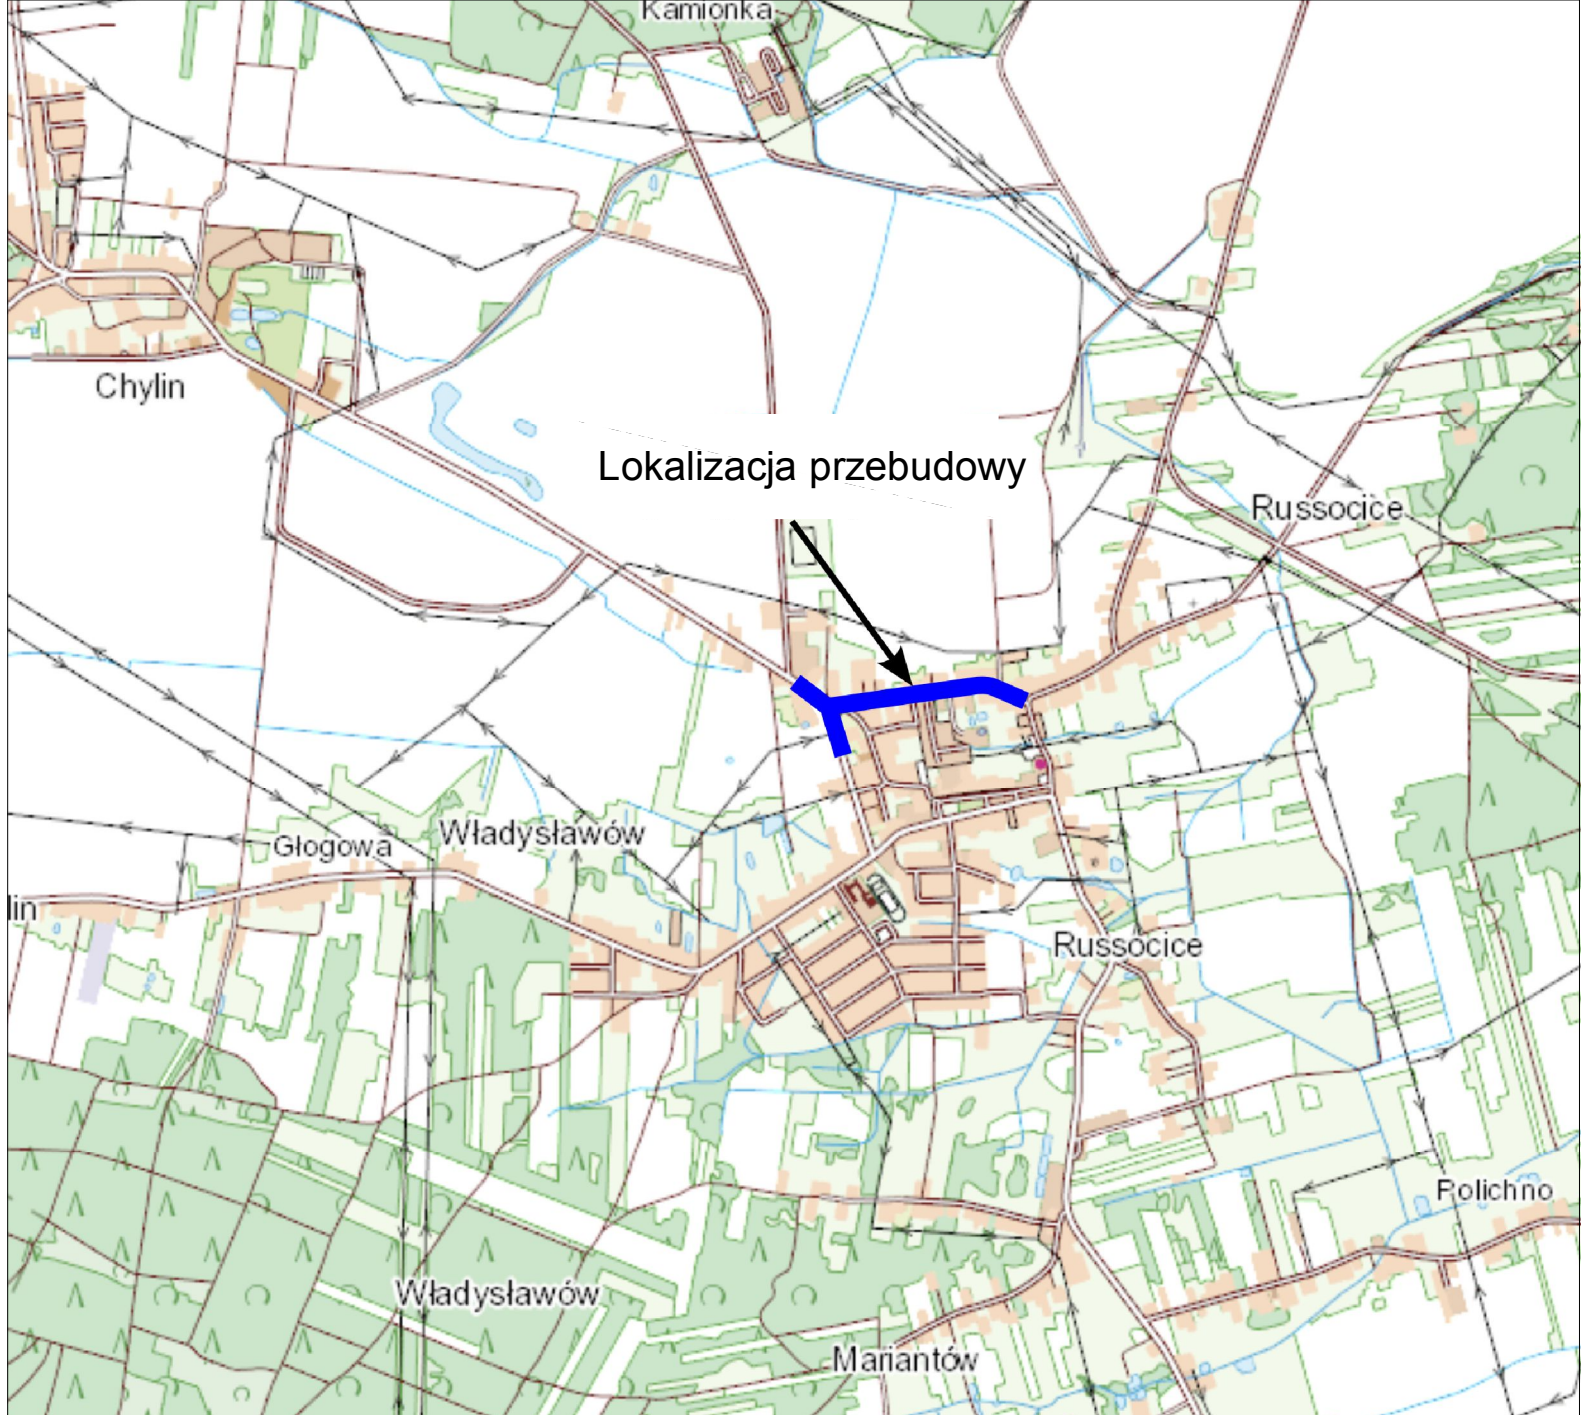 Kamionka
Chylin
Lokalizacja przebudowy
Russocice
Władysławów
Głogowa
lin
Russocice
Polichno
Władysławów
Mariantów